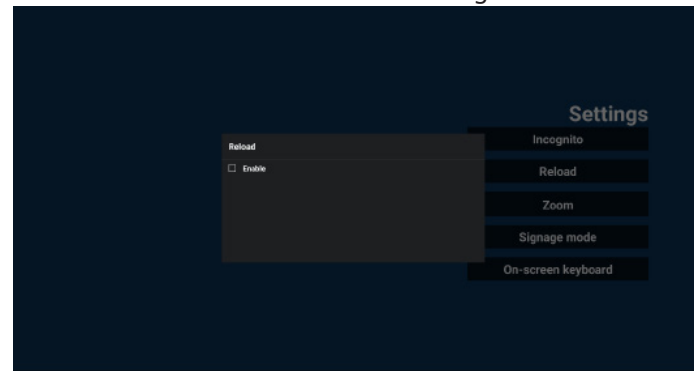 Settings
Incognito
Reload
Enable
Reload
Zoom
Signage mode
On-screen keyboard